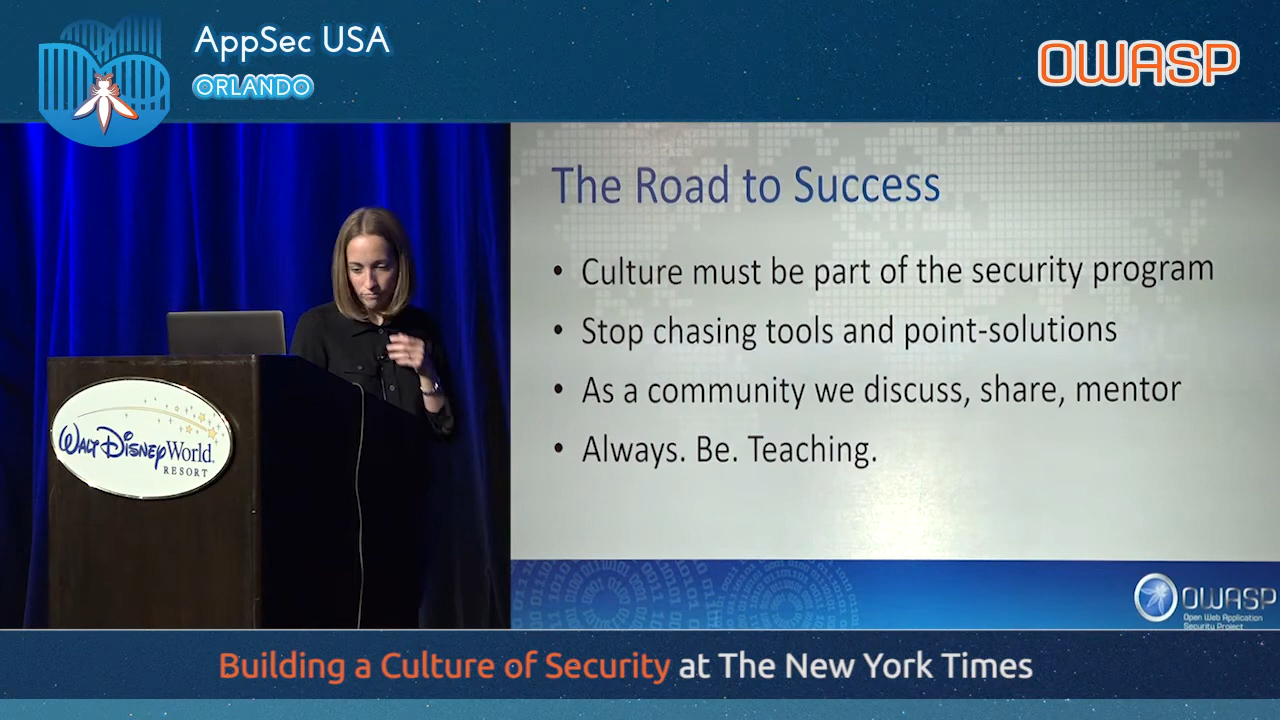 AppSec USA
ORLANDO
OWASP
The Road to Success
• Culture must be part of the security program
• Stop chasing tools and point-solutions
• As a community we discuss, share, mentor
• Always. Be. Teaching.
WALT DISNEY World.
RESORT
OWASP
Open Web Application
Security Project
Building a Culture of Security at The New York Times